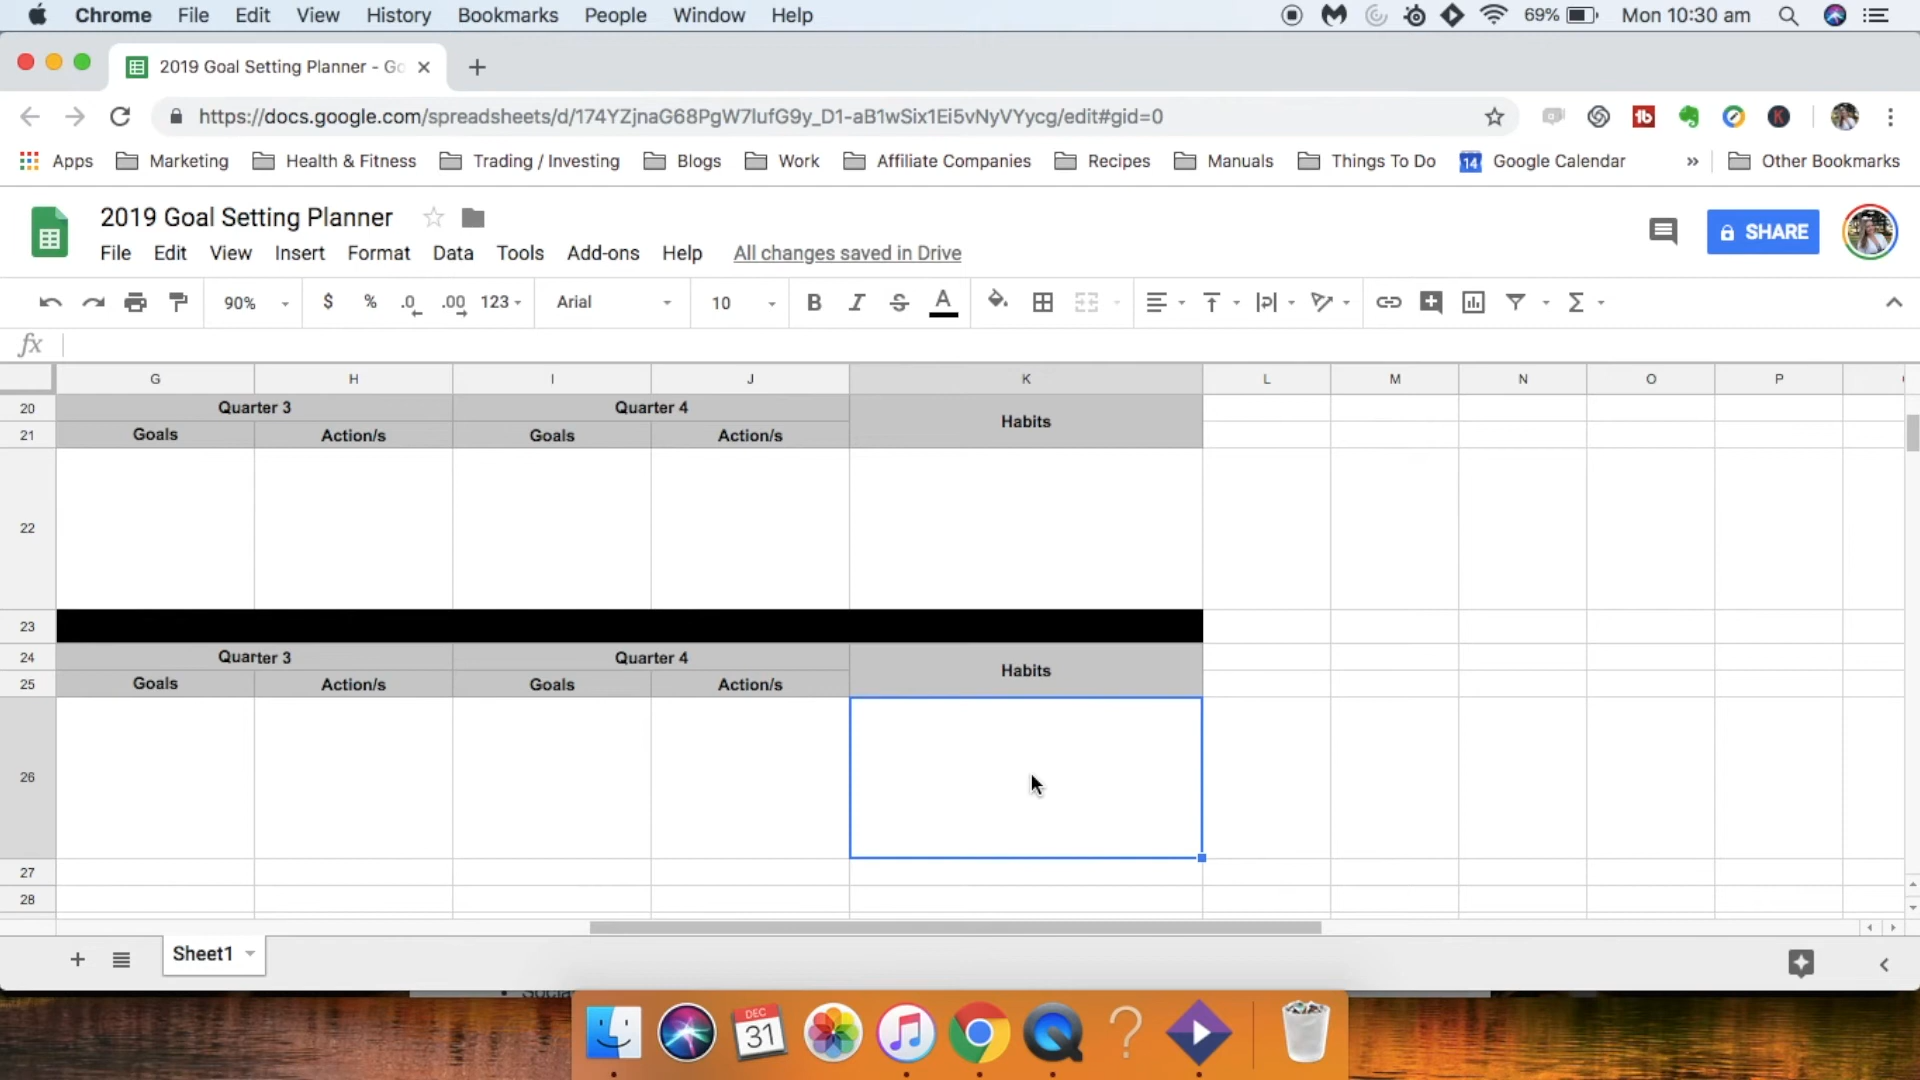 Chrome File Edit View History Bookmarks People Window Help 69% Mon 10:30 am
2019 Goal Setting Planner - Go
https://docs.google.com/spreadsheets/d/174YZjnaG68PgW7lufG9y_D1-aB1wSix1Ei5vNyVYycg/edit#gid=0
Apps Marketing Health & Fitness Trading / Investing Blogs Work Affiliate Companies Recipes Manuals Things To Do 14 Google Calendar » Other Bookmarks
2019 Goal Setting Planner
SHARE
File Edit View Insert Format Data Tools Add-ons Help All changes saved in Drive
90% $ % .0 .00 123 Arial 10 B I S A Σ
fx
G H I J K L M N O P
20 Quarter 3 Quarter 4 Habits
21 Goals Action/s Goals Action/s
22
23
24 Quarter 3 Quarter 4 Habits
25 Goals Action/s Goals Action/s
26
27
28
+ Sheet1
DEC
31
?